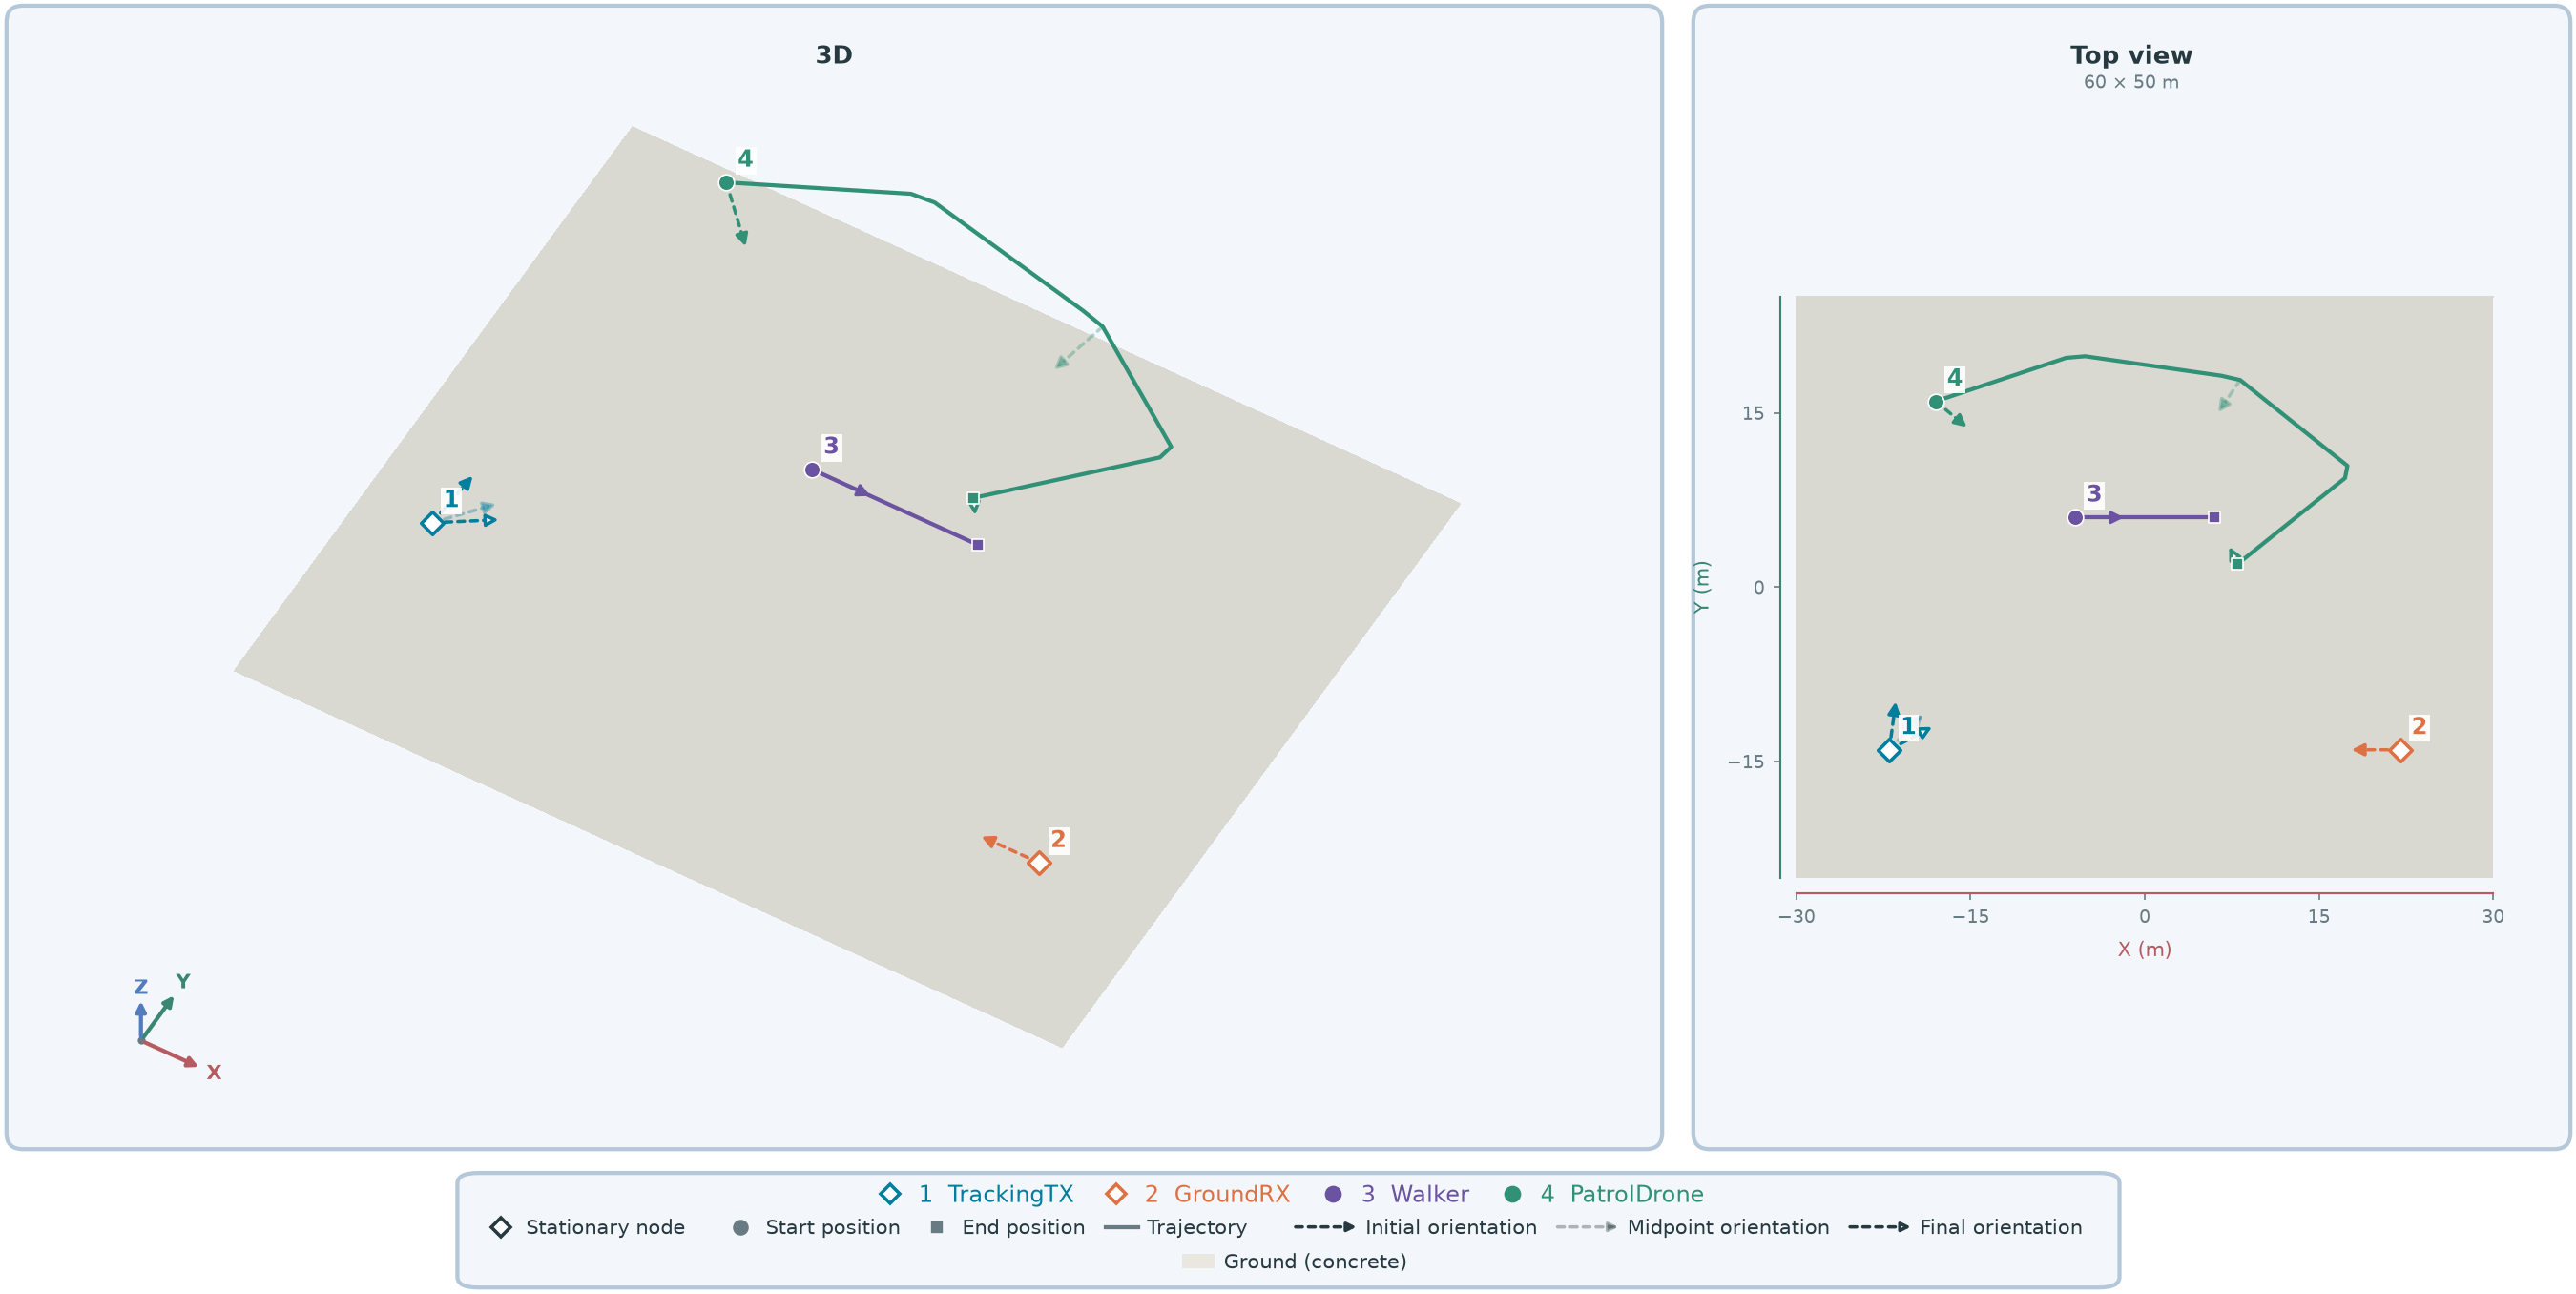 3D
4
3
1
2
Z
Y
X
Top view
60 × 50 m
4
3
1
2
15
0
−15
Y (m)
−30
−15
0
15
30
X (m)
1 TrackingTX 2 GroundRX 3 Walker 4 PatrolDrone
Stationary node Start position End position Trajectory Initial orientation Midpoint orientation Final orientation
Ground (concrete)